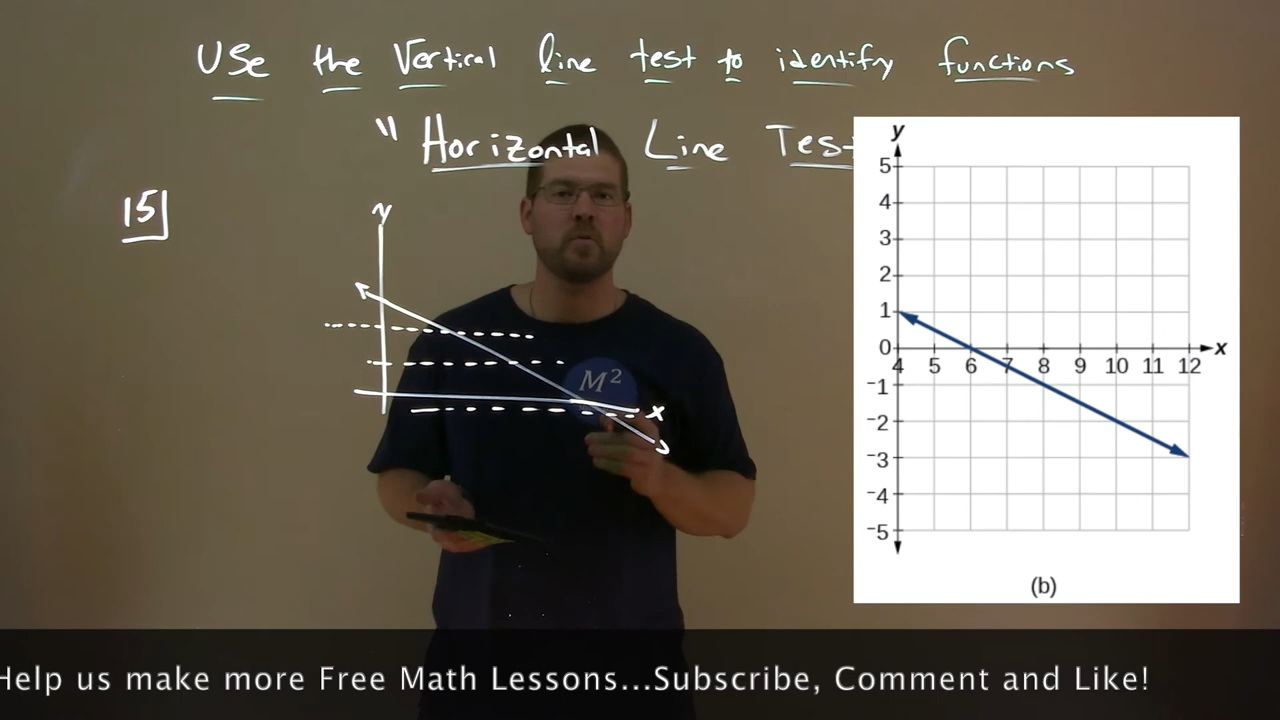 Use the Vertical line test to identify functions
" Horizontal Line Test
15
y
x
M²
y
5
4
3
2
1
0
x
4 5 6 7 8 9 10 11 12
−1
−2
−3
−4
−5
(b)
Help us make more Free Math Lessons...Subscribe, Comment and Like!